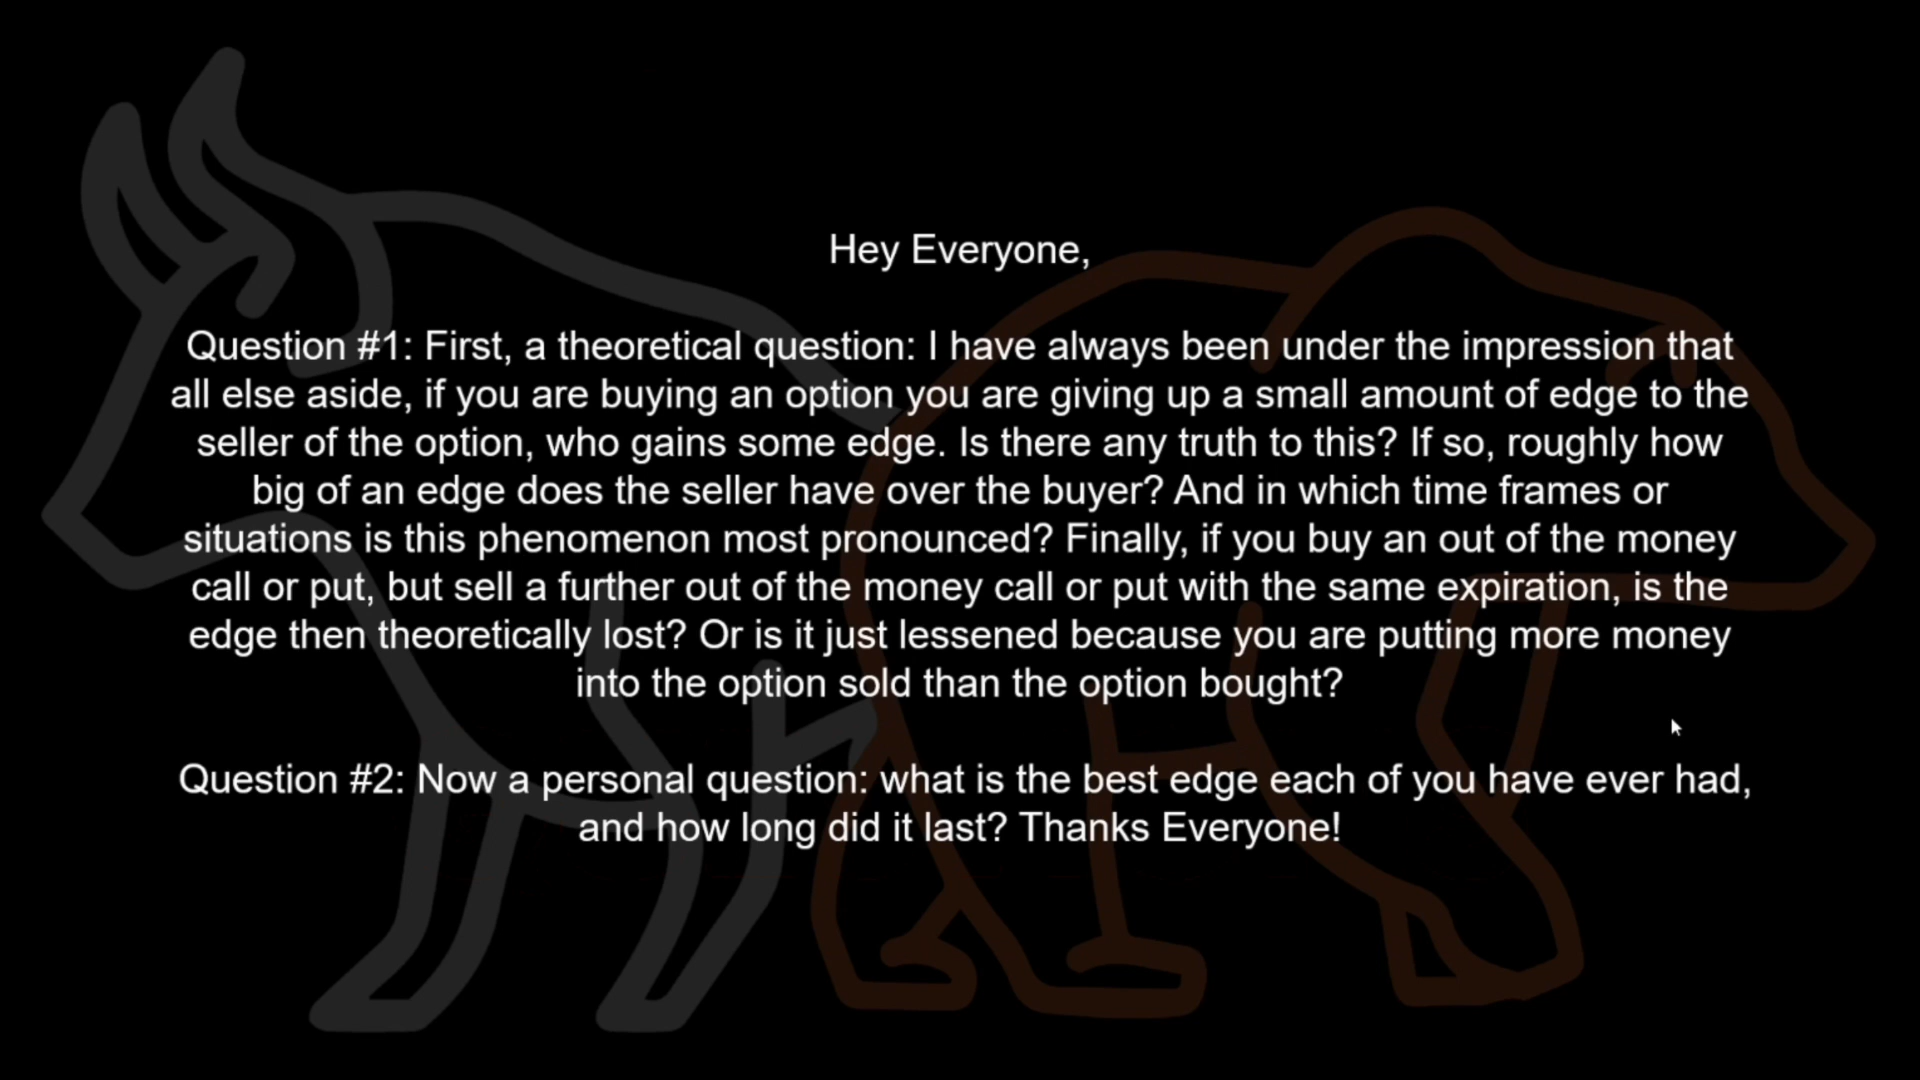 Hey Everyone,
Question #1: First, a theoretical question: I have always been under the impression that
all else aside, if you are buying an option you are giving up a small amount of edge to the
seller of the option, who gains some edge. Is there any truth to this? If so, roughly how
big of an edge does the seller have over the buyer? And in which time frames or
situations is this phenomenon most pronounced? Finally, if you buy an out of the money
call or put, but sell a further out of the money call or put with the same expiration, is the
edge then theoretically lost? Or is it just lessened because you are putting more money
into the option sold than the option bought?
Question #2: Now a personal question: what is the best edge each of you have ever had,
and how long did it last? Thanks Everyone!